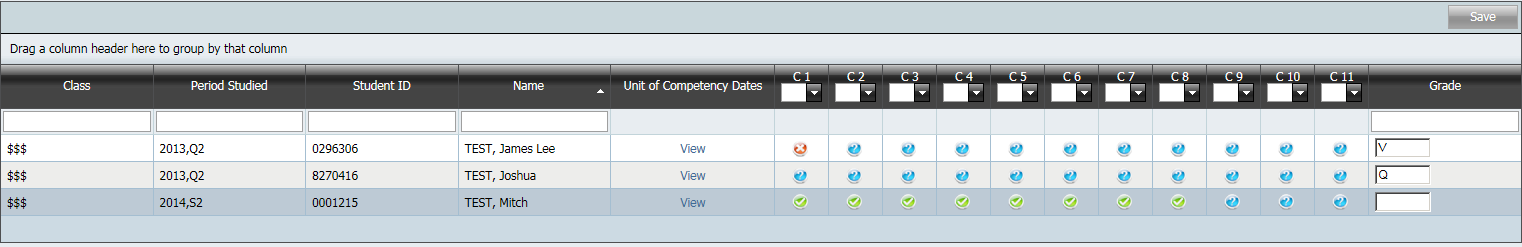 Save
Drag a column header here to group by that column
Class Period Studied Student ID Name Unit of Competency Dates C 1 C 2 C 3 C 4 C 5 C 6 C 7 C 8 C 9 C 10 C 11 Grade
$$$ 2013,Q2 0296306 TEST, James Lee View V
$$$ 2013,Q2 8270416 TEST, Joshua View Q
$$$ 2014,S2 0001215 TEST, Mitch View